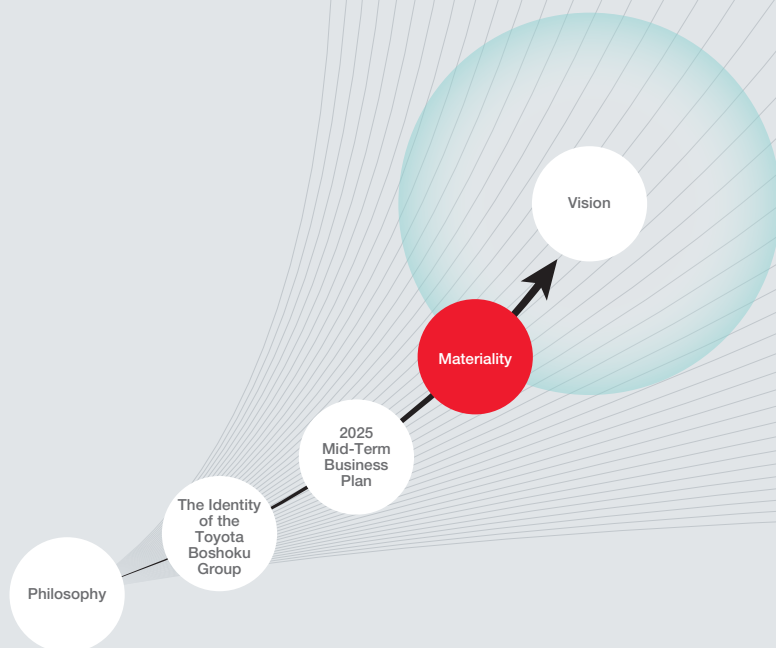 Vision
Materiality
2025
Mid-Term
Business
Plan
The Identity
of the
Toyota
Boshoku
Group
Philosophy